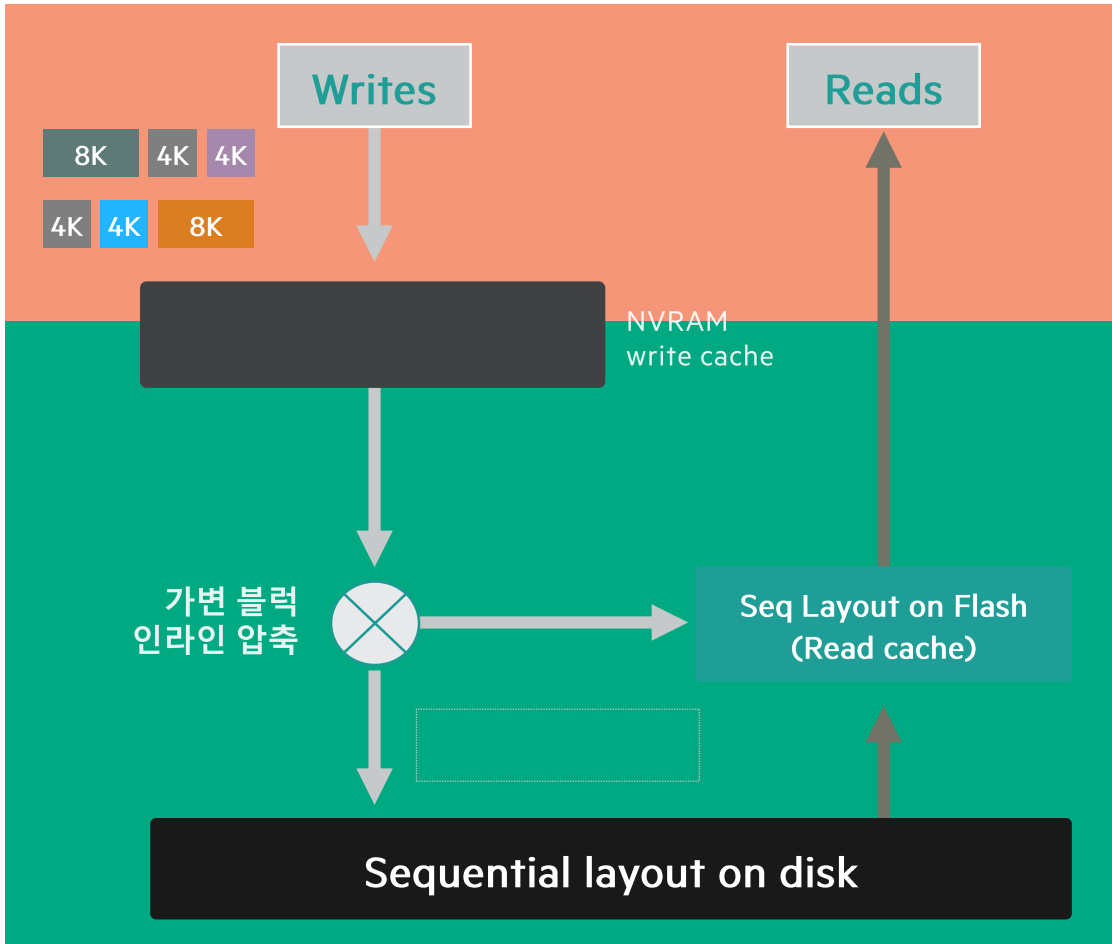 Writes
Reads
8K 4K 4K
4K 4K 8K
NVRAM
write cache
가변 블럭
인라인 압축
Seq Layout on Flash
(Read cache)
Sequential layout on disk